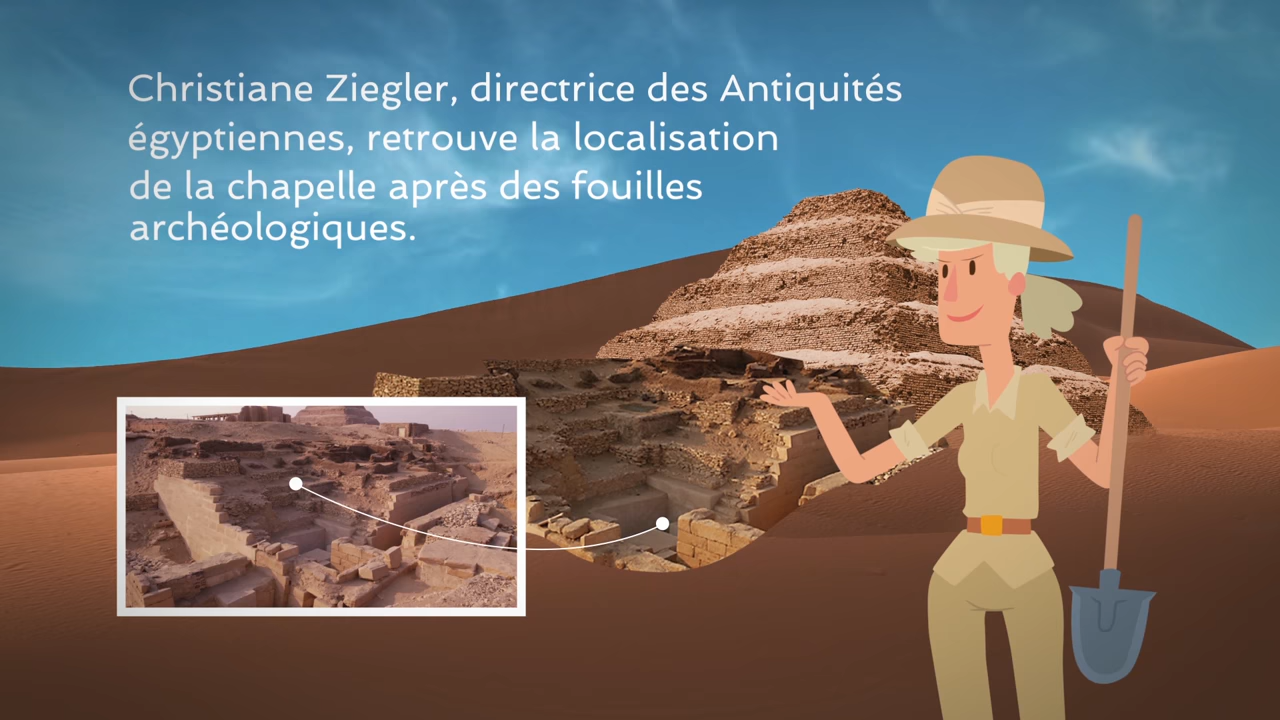 Christiane Ziegler, directrice des Antiquités
égyptiennes, retrouve la localisation
de la chapelle après des fouilles
archéologiques.